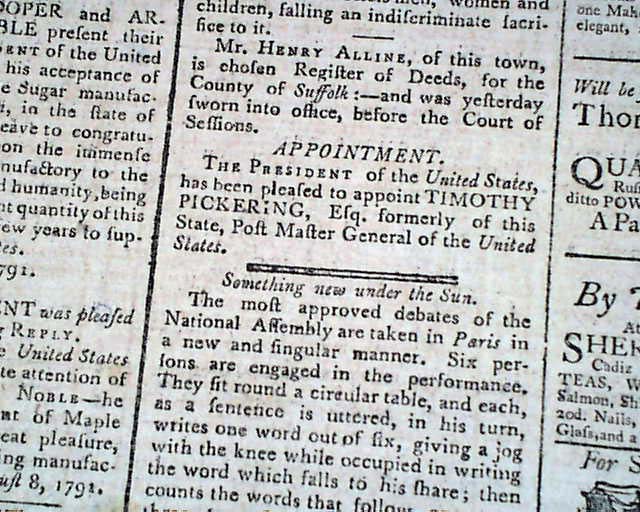 OOPER and AR-
BLE present their
ENT of the United
his acceptance of
e Sugar manufac-
, in the ſtate of
eave to congratu-
on the immenſe
nufactory to the
d humanity, being
nt quantity of this
ew years to ſup-
tes.
791.
ENT was pleaſed
g REPLY.
e United States
te attention of
NOBLE—he
nt of Maple
eat pleaſure,
ing manufac-
uſt 8, 1791.
women and
children, falling an indiſcriminate ſacri-
fice to it.
Mr. HENRY ALLINE, of this town,
is choſen Regiſter of Deeds, for the
County of Suffolk:—and was yeſterday
ſworn into office, before the Court of
Seſſions.
APPOINTMENT.
THE PRESIDENT of the United States,
has been pleaſed to appoint TIMOTHY
PICKERING, Eſq. formerly of this
State, Poſt Maſter General of the United
States.
Something new under the Sun.
The moſt approved debates of the
National Aſſembly are taken in Paris in
a new and ſingular manner. Six per-
ſons are engaged in the performance.
They ſit round a circular table, and each,
as a ſentence is uttered, in his turn,
writes one word out of ſix, giving a jog
with the knee while occupied in writing
the word which falls to his ſhare; then
counts the words that follow
one Mak
elegant,
Will be
Thor
QUA
Ruſ
ditto POW
A Pa
By T
A
SHER
Cadiz
TEAS, W
Salmon, Sh
20d. Nails,
Glaſs, and a
For S